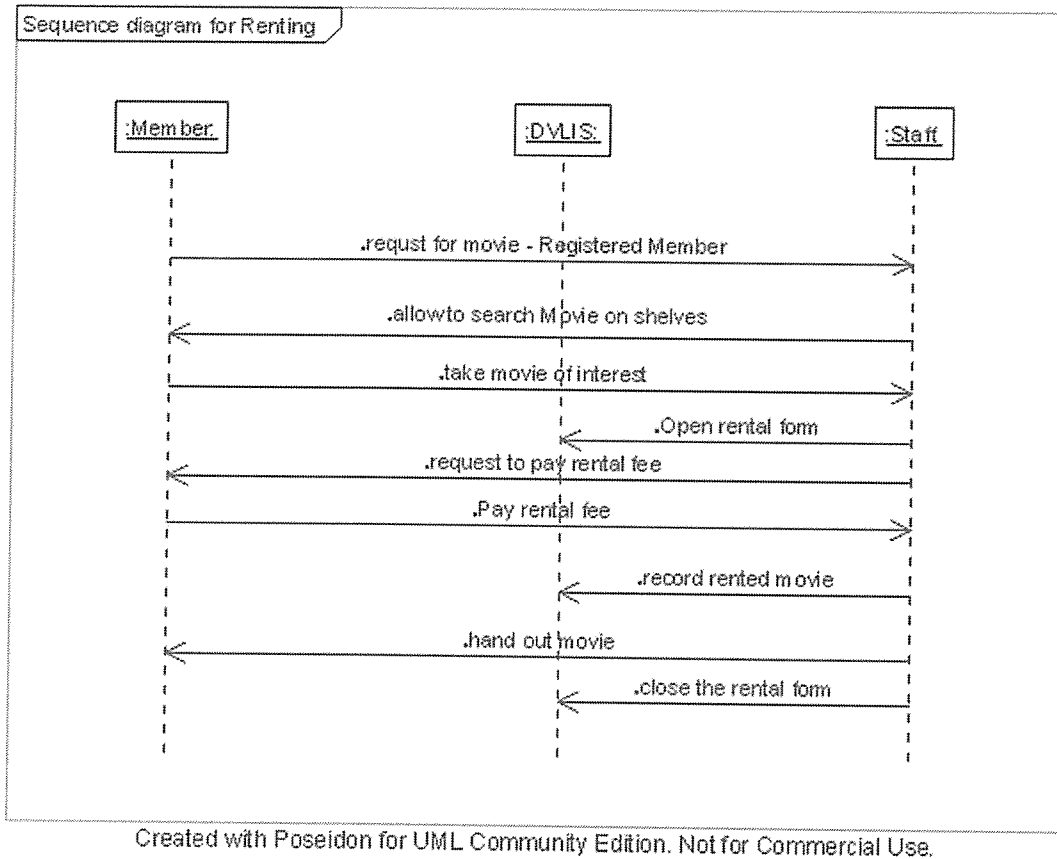 Sequence diagram for Renting
:Member:
:DVLIS:
:Staff
.requst for movie - Registered Member
.allow to search Movie on shelves
.take movie of interest
.Open rental form
.request to pay rental fee
.Pay rental fee
.record rented movie
.hand out movie
.close the rental form
Created with Poseidon for UML Community Edition. Not for Commercial Use.